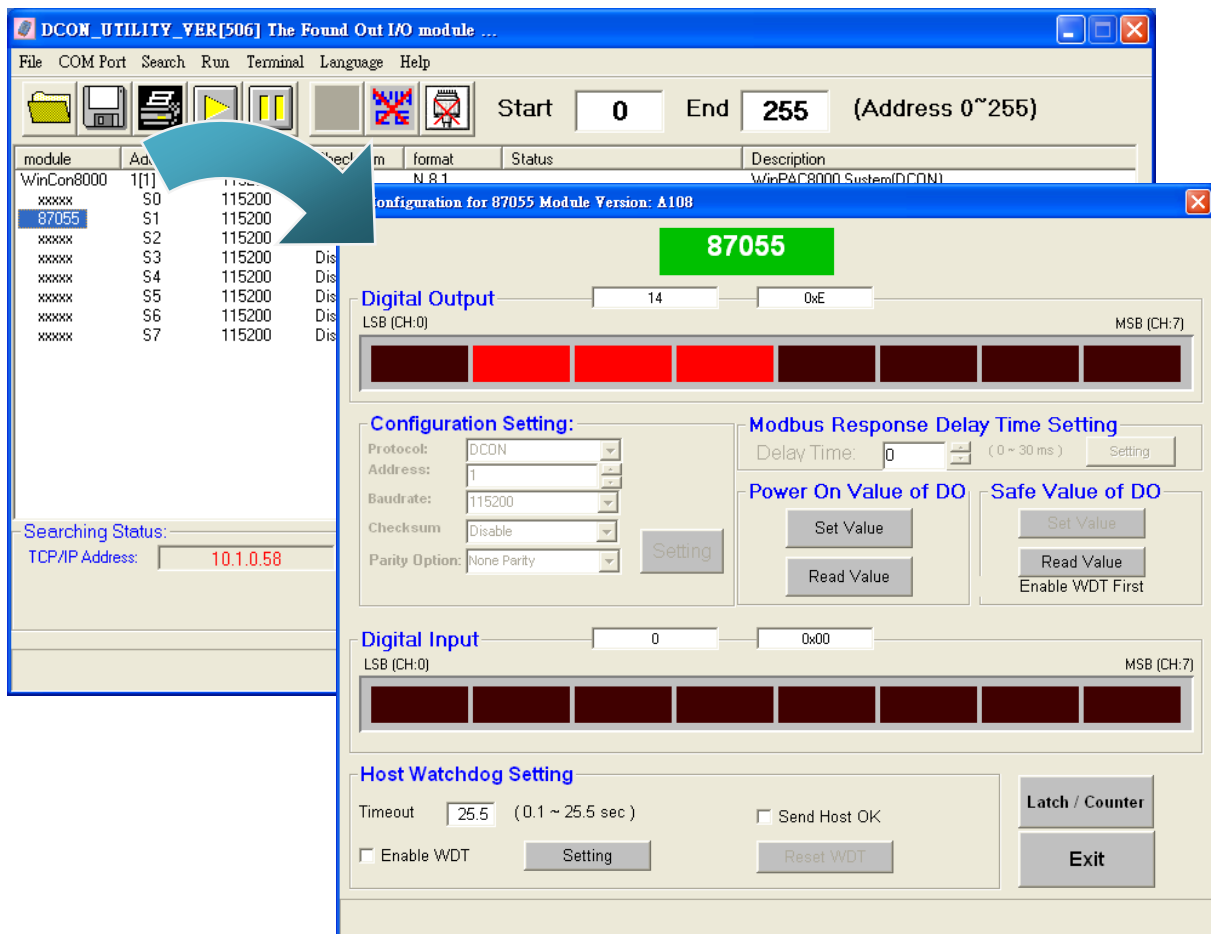 DCON_UTILITY_VER[506] The Found Out I/O module ...
File COM Port Search Run Terminal Language Help
Start 0 End 255 (Address 0~255)
module format Status Description
WinCon8000 1[1] 115200 N,8,1 WinPAC8000 System(DCON)
xxxxx S0 115200
87055 S1 115200
xxxxx S2 115200
xxxxx S3 115200 Dis
xxxxx S4 115200 Dis
xxxxx S5 115200 Dis
xxxxx S6 115200 Dis
xxxxx S7 115200 Dis
Searching Status:
TCP/IP Address: 10.1.0.58
Configuration for 87055 Module Version: A108
87055
Digital Output 14 0xE
LSB (CH:0) MSB (CH:7)
Configuration Setting:
Protocol: DCON
Address: 1
Baudrate: 115200
Checksum Disable
Parity Option: None Parity
Setting
Modbus Response Delay Time Setting
Delay Time: 0 ( 0 ~ 30 ms ) Setting
Power On Value of DO
Set Value
Read Value
Safe Value of DO
Set Value
Read Value
Enable WDT First
Digital Input 0 0x00
LSB (CH:0) MSB (CH:7)
Host Watchdog Setting
Timeout 25.5 ( 0.1 ~ 25.5 sec )
Send Host OK
Enable WDT Setting Reset WDT
Latch / Counter
Exit